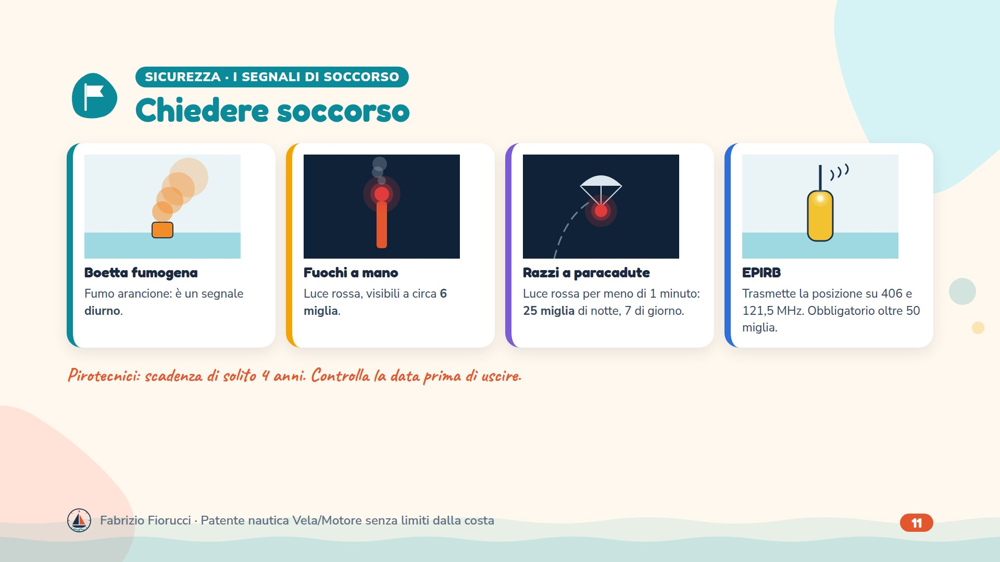 SICUREZZA · I SEGNALI DI SOCCORSO
Chiedere soccorso
Boetta fumogena
Fumo arancione: è un segnale
diurno.
Fuochi a mano
Luce rossa, visibili a circa 6
miglia.
Razzi a paracadute
Luce rossa per meno di 1 minuto:
25 miglia di notte, 7 di giorno.
EPIRB
Trasmette la posizione su 406 e
121,5 MHz. Obbligatorio oltre 50
miglia.
Pirotecnici: scadenza di solito 4 anni. Controlla la data prima di uscire.
Fabrizio Fiorucci · Patente nautica Vela/Motore senza limiti dalla costa
11